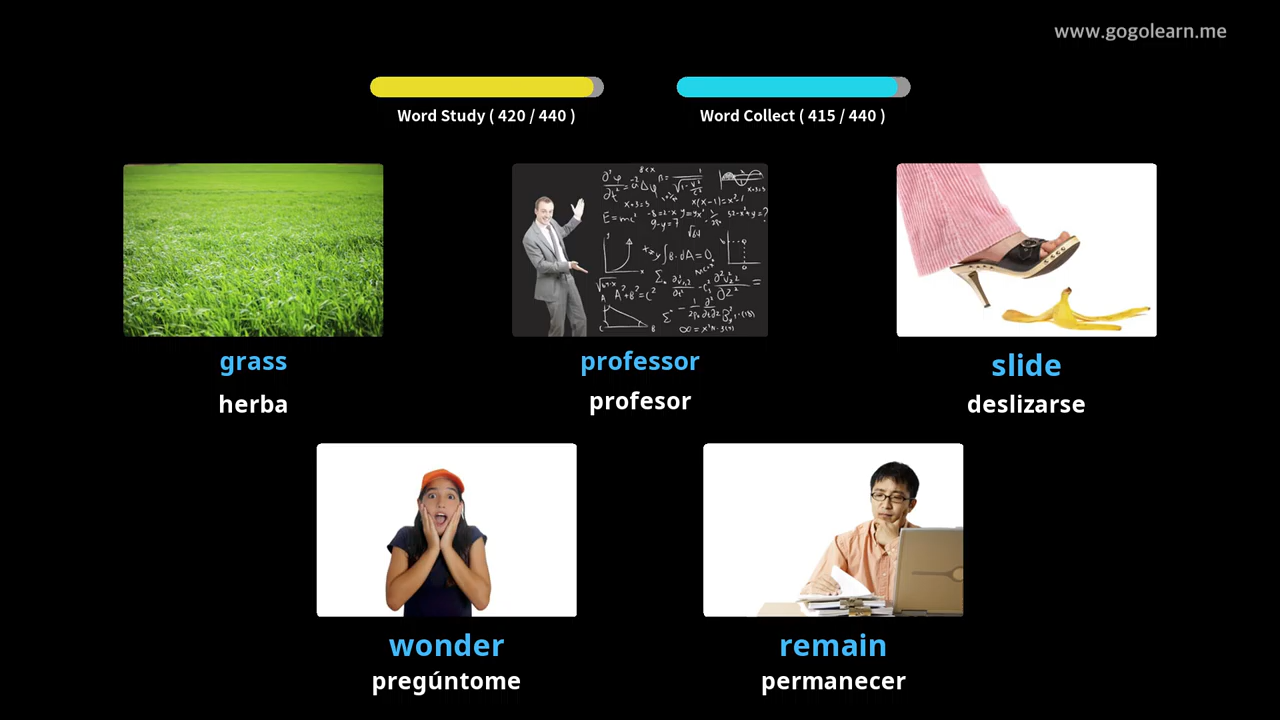 www.gogolearn.me
Word Study ( 420 / 440 )
Word Collect ( 415 / 440 )
grass
professor
slide
herba
profesor
deslizarse
wonder
remain
pregúntome
permanecer